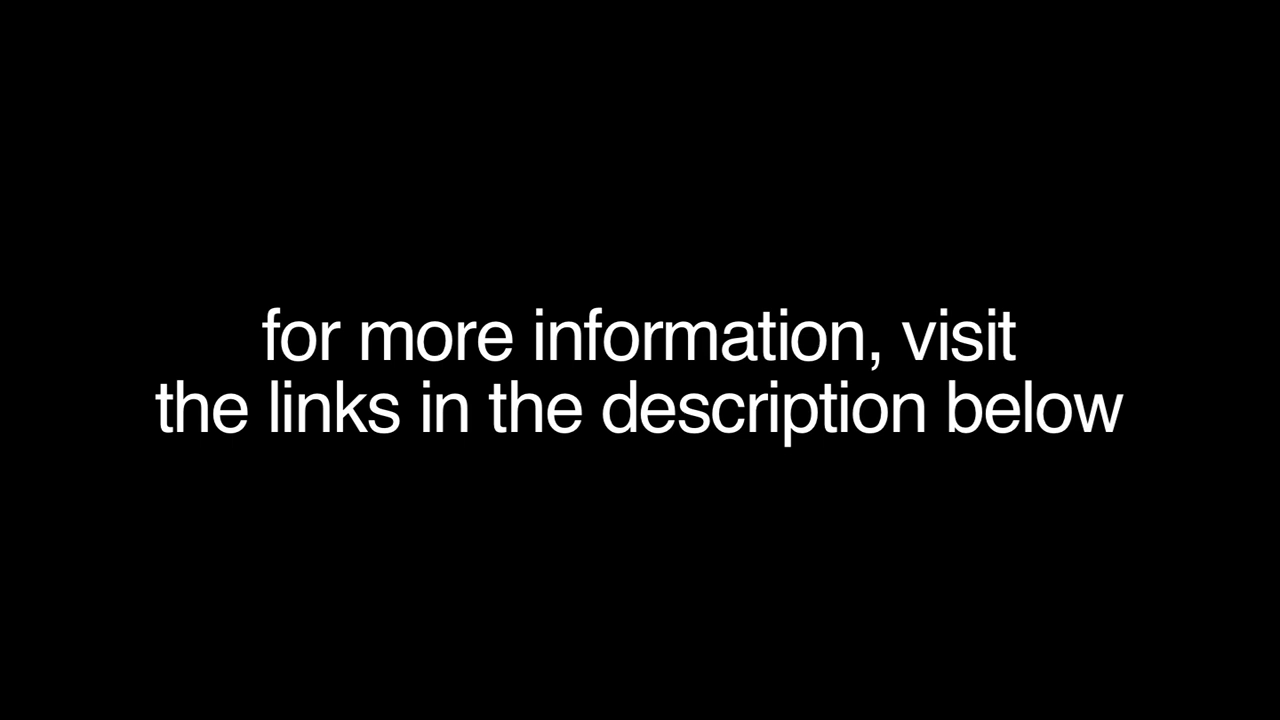 for more information, visit
the links in the description below